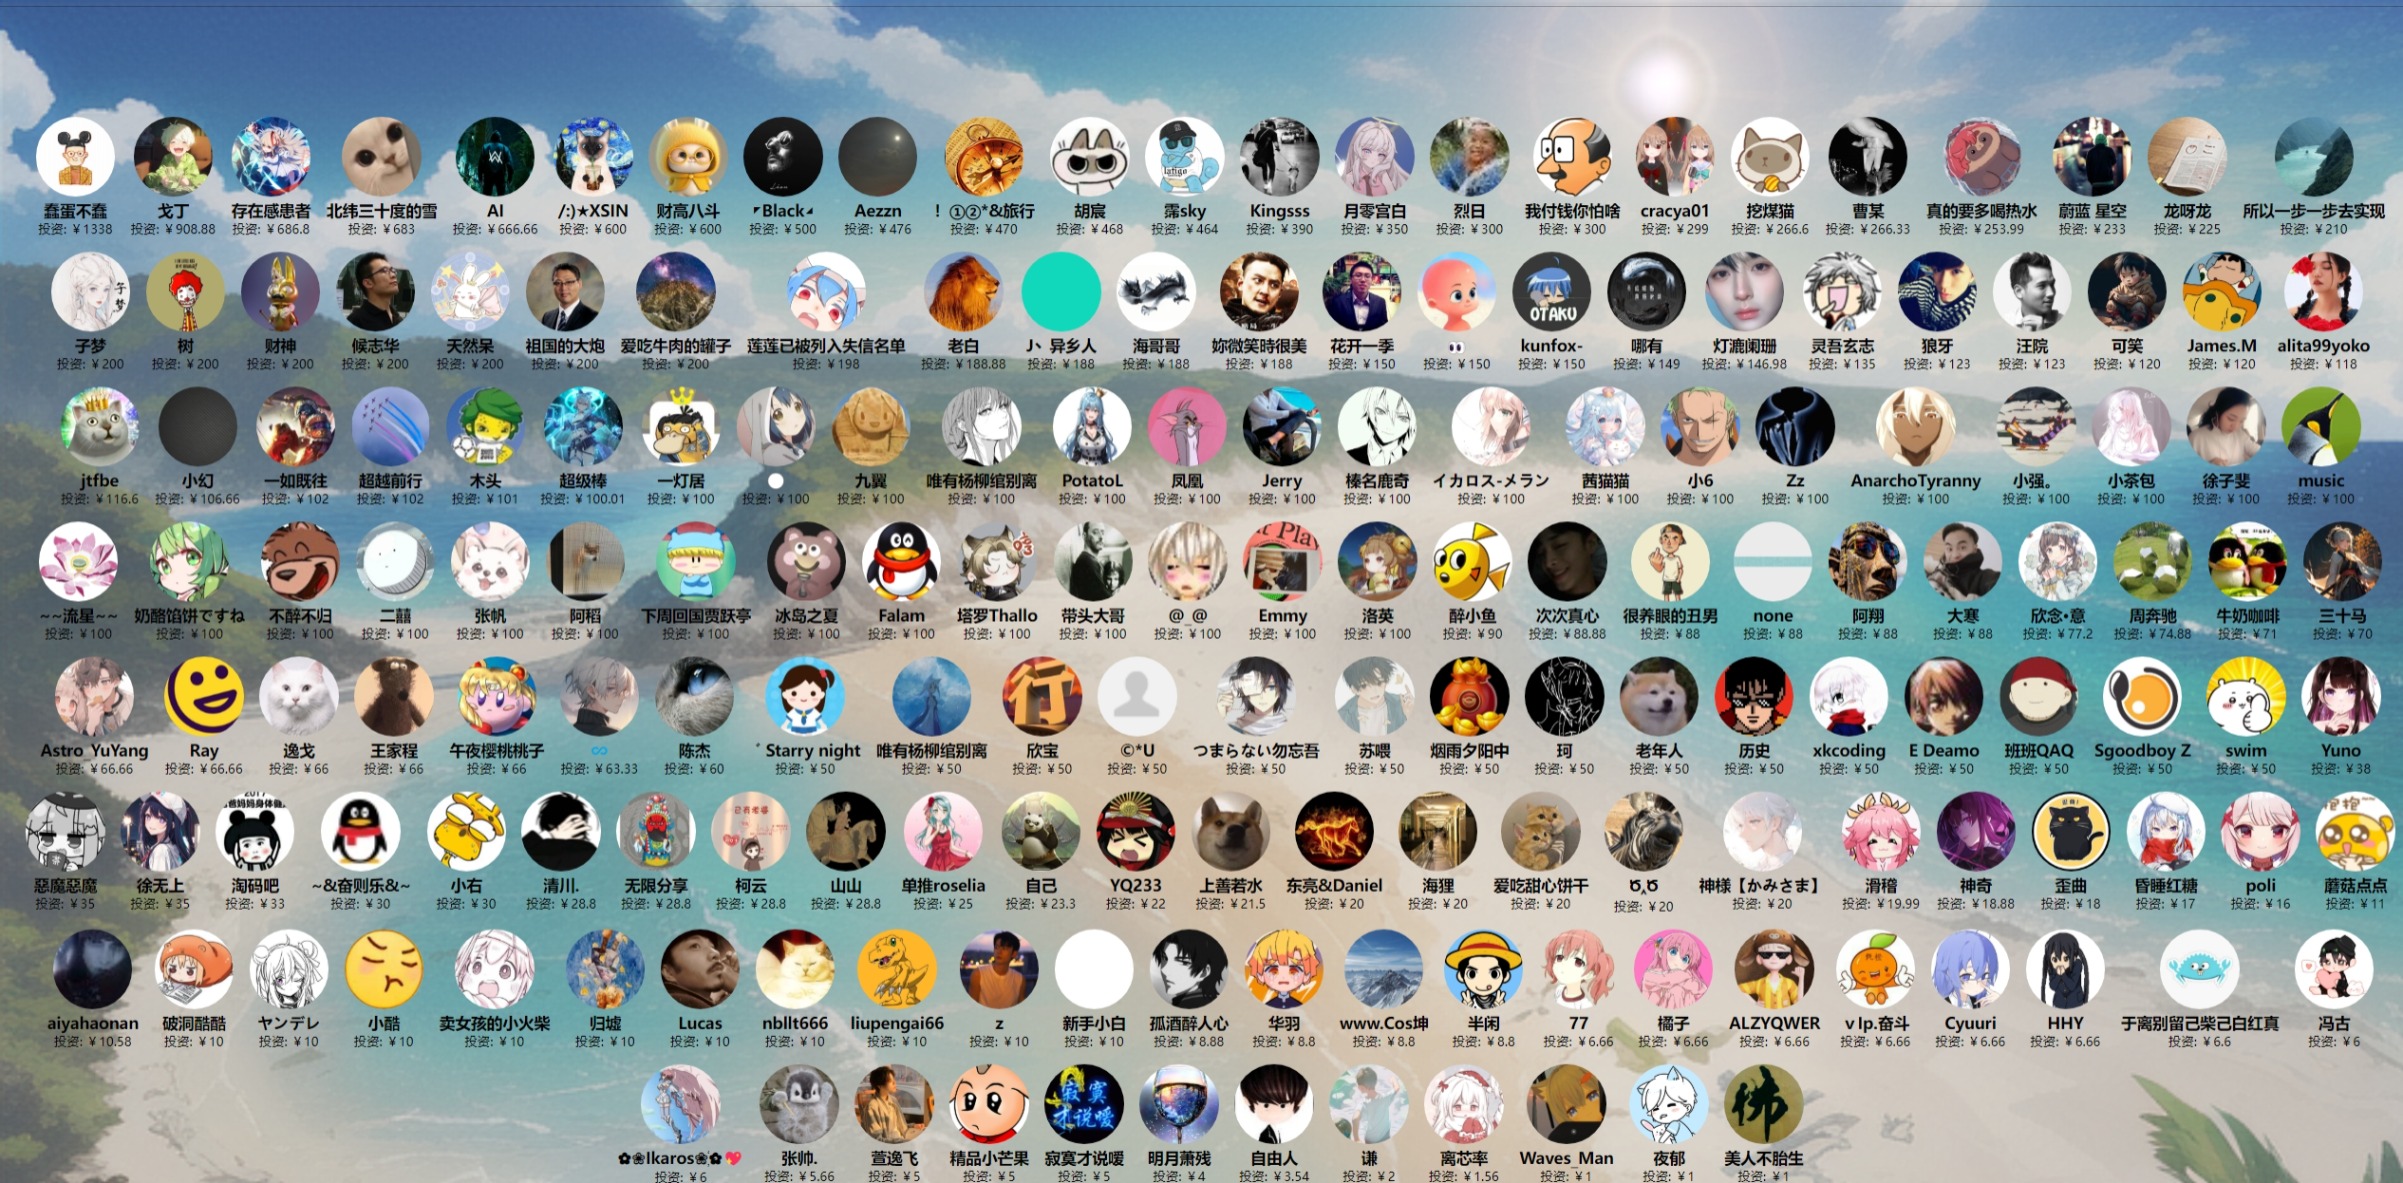 蠢蛋不蠢 戈丁 存在感患者 北纬三十度的雪 AI /:)★XSIN 财高八斗 ◤Black◢ Aezzn ！①②*&旅行 胡宸 霈sky Kingsss 月零宫白 烈日 我付钱你怕啥 cracya01 挖煤猫 曹某 真的要多喝热水 蔚蓝 星空 龙呀龙 所以一步一步去实现
投资: ¥1338 投资: ¥908.88 投资: ¥686.8 投资: ¥683 投资: ¥666.66 投资: ¥600 投资: ¥600 投资: ¥500 投资: ¥476 投资: ¥470 投资: ¥468 投资: ¥464 投资: ¥390 投资: ¥350 投资: ¥300 投资: ¥300 投资: ¥299 投资: ¥266.6 投资: ¥266.33 投资: ¥253.99 投资: ¥233 投资: ¥225 投资: ¥210
OTAKU
子梦 树 财神 候志华 天然呆 祖国的大炮 爱吃牛肉的罐子 莲莲已被列入失信名单 老白 J丶异乡人 海哥哥 妳微笑時很美 花开一季 kunfox- 哪有 灯漉阑珊 灵吾玄志 狼牙 汪院 可笑 James.M alita99yoko
投资: ¥200 投资: ¥200 投资: ¥200 投资: ¥200 投资: ¥200 投资: ¥200 投资: ¥200 投资: ¥198 投资: ¥188.88 投资: ¥188 投资: ¥188 投资: ¥188 投资: ¥150 投资: ¥150 投资: ¥150 投资: ¥149 投资: ¥146.98 投资: ¥135 投资: ¥123 投资: ¥123 投资: ¥120 投资: ¥120 投资: ¥118
jtfbe 小幻 一如既往 超越前行 木头 超级棒 一灯居 九翼 唯有杨柳绾别离 PotatoL 凤凰 Jerry 榛名鹿奇 イカロス-メラン 茜猫猫 小6 Zz AnarchoTyranny 小强。 小茶包 徐子斐 music
投资: ¥116.6 投资: ¥106.66 投资: ¥102 投资: ¥102 投资: ¥101 投资: ¥100.01 投资: ¥100 投资: ¥100 投资: ¥100 投资: ¥100 投资: ¥100 投资: ¥100 投资: ¥100 投资: ¥100 投资: ¥100 投资: ¥100 投资: ¥100 投资: ¥100 投资: ¥100 投资: ¥100 投资: ¥100 投资: ¥100 投资: ¥100
~~流星~~ 奶酪馅饼ですね 不醉不归 二囍 张帆 阿稻 下周回国贾跃亭 冰岛之夏 Falam 塔罗Thallo 带头大哥 @_@ Emmy 洛英 醉小鱼 次次真心 很养眼的丑男 none 阿翔 大寒 欣念•意 周奔驰 牛奶咖啡 三十马
投资: ¥100 投资: ¥100 投资: ¥100 投资: ¥100 投资: ¥100 投资: ¥100 投资: ¥100 投资: ¥100 投资: ¥100 投资: ¥100 投资: ¥100 投资: ¥100 投资: ¥100 投资: ¥100 投资: ¥90 投资: ¥88.88 投资: ¥88 投资: ¥88 投资: ¥88 投资: ¥88 投资: ¥77.2 投资: ¥74.88 投资: ¥71 投资: ¥70
行
Astro_YuYang Ray 逸戈 王家程 午夜樱桃桃子 ∞ 陈杰 ゛Starry night 唯有杨柳绾别离 欣宝 ©*U つまらない勿忘吾 苏喂 烟雨夕阳中 珂 老年人 历史 xkcoding E Deamo 班班QAQ Sgoodboy Z swim Yuno
投资: ¥66.66 投资: ¥66.66 投资: ¥66 投资: ¥66 投资: ¥66 投资: ¥63.33 投资: ¥60 投资: ¥50 投资: ¥50 投资: ¥50 投资: ¥50 投资: ¥50 投资: ¥50 投资: ¥50 投资: ¥50 投资: ¥50 投资: ¥50 投资: ¥50 投资: ¥50 投资: ¥50 投资: ¥50 投资: ¥50 投资: ¥38
惡魔惡魔 徐无上 淘码吧 ~&奋则乐&~ 小右 清川. 无限分享 柯云 山山 单推roselia 自己 YQ233 上善若水 东亮&Daniel 海狸 爱吃甜心饼干 神様【かみさま】 滑稽 神奇 歪曲 昏睡红糖 poli 蘑菇点点
投资: ¥35 投资: ¥35 投资: ¥33 投资: ¥30 投资: ¥30 投资: ¥28.8 投资: ¥28.8 投资: ¥28.8 投资: ¥28.8 投资: ¥25 投资: ¥23.3 投资: ¥22 投资: ¥21.5 投资: ¥20 投资: ¥20 投资: ¥20 投资: ¥20 投资: ¥20 投资: ¥19.99 投资: ¥18.88 投资: ¥18 投资: ¥17 投资: ¥16 投资: ¥11
aiyahaonan 破洞酷酷 ヤンデレ 小酷 卖女孩的小火柴 归墟 Lucas nbllt666 liupengai66 z 新手小白 孤酒醉人心 华羽 www.Cos坤 半闲 77 橘子 ALZYQWER v Ip.奋斗 Cyuuri HHY 于离别留己柴己白红真 冯古
投资: ¥10.58 投资: ¥10 投资: ¥10 投资: ¥10 投资: ¥10 投资: ¥10 投资: ¥10 投资: ¥10 投资: ¥10 投资: ¥10 投资: ¥10 投资: ¥8.88 投资: ¥8.8 投资: ¥8.8 投资: ¥8.8 投资: ¥6.66 投资: ¥6.66 投资: ¥6.66 投资: ¥6.66 投资: ¥6.66 投资: ¥6.66 投资: ¥6.6 投资: ¥6
寂寞
才说嗳
✿❀Ikaros❀✿💖 张帅. 萱逸飞 精品小芒果 寂寞才说嗳 明月萧残 自由人 谦 离芯率 Waves_Man 夜郁 美人不胎生
投资: ¥6 投资: ¥5.66 投资: ¥5 投资: ¥5 投资: ¥5 投资: ¥4 投资: ¥3.54 投资: ¥2 投资: ¥1.56 投资: ¥1 投资: ¥1 投资: ¥1